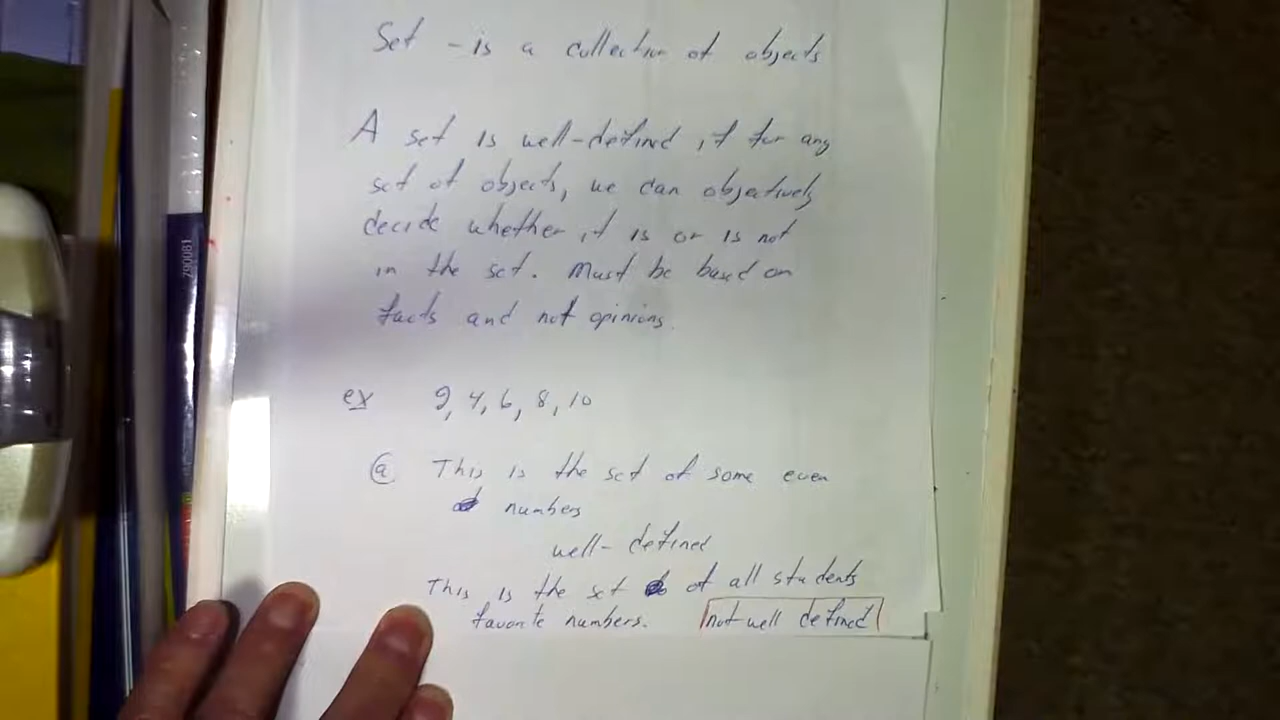 Set - is a collection of objects
A set is well-defined if for any
set of objects, we can objectively
decide whether it is or is not
in the set. Must be based on
facts and not opinions.
ex 2, 4, 6, 8, 10
ⓐ This is the set of some even
numbers
well-defined
This is the set of all students
favorite numbers. not well defined
790081